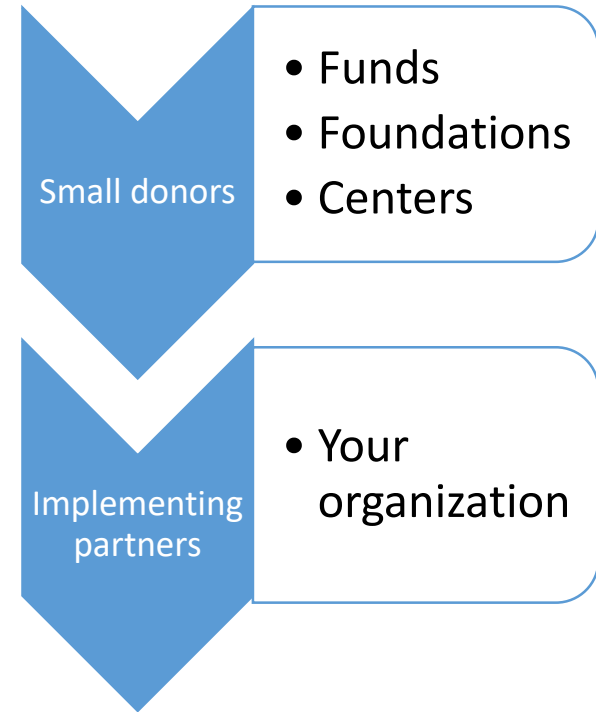 Small donors
• Funds
• Foundations
• Centers
Implementing
partners
• Your
organization